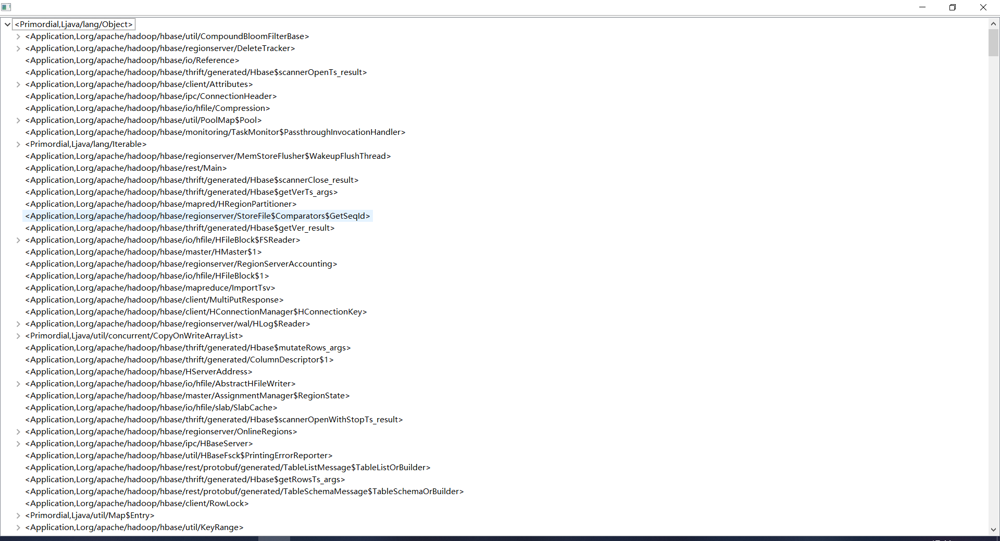 <Primordial,Ljava/lang/Object>
<Application,Lorg/apache/hadoop/hbase/util/CompoundBloomFilterBase>
<Application,Lorg/apache/hadoop/hbase/regionserver/DeleteTracker>
<Application,Lorg/apache/hadoop/hbase/io/Reference>
<Application,Lorg/apache/hadoop/hbase/thrift/generated/Hbase$scannerOpenTs_result>
<Application,Lorg/apache/hadoop/hbase/client/Attributes>
<Application,Lorg/apache/hadoop/hbase/ipc/ConnectionHeader>
<Application,Lorg/apache/hadoop/hbase/io/hfile/Compression>
<Application,Lorg/apache/hadoop/hbase/util/PoolMap$Pool>
<Application,Lorg/apache/hadoop/hbase/monitoring/TaskMonitor$PassthroughInvocationHandler>
<Primordial,Ljava/lang/Iterable>
<Application,Lorg/apache/hadoop/hbase/regionserver/MemStoreFlusher$WakeupFlushThread>
<Application,Lorg/apache/hadoop/hbase/rest/Main>
<Application,Lorg/apache/hadoop/hbase/thrift/generated/Hbase$scannerClose_result>
<Application,Lorg/apache/hadoop/hbase/thrift/generated/Hbase$getVerTs_args>
<Application,Lorg/apache/hadoop/hbase/mapred/HRegionPartitioner>
<Application,Lorg/apache/hadoop/hbase/regionserver/StoreFile$Comparators$GetSeqId>
<Application,Lorg/apache/hadoop/hbase/thrift/generated/Hbase$getVer_result>
<Application,Lorg/apache/hadoop/hbase/io/hfile/HFileBlock$FSReader>
<Application,Lorg/apache/hadoop/hbase/master/HMaster$1>
<Application,Lorg/apache/hadoop/hbase/regionserver/RegionServerAccounting>
<Application,Lorg/apache/hadoop/hbase/io/hfile/HFileBlock$1>
<Application,Lorg/apache/hadoop/hbase/mapreduce/ImportTsv>
<Application,Lorg/apache/hadoop/hbase/client/MultiPutResponse>
<Application,Lorg/apache/hadoop/hbase/client/HConnectionManager$HConnectionKey>
<Application,Lorg/apache/hadoop/hbase/regionserver/wal/HLog$Reader>
<Primordial,Ljava/util/concurrent/CopyOnWriteArrayList>
<Application,Lorg/apache/hadoop/hbase/thrift/generated/Hbase$mutateRows_args>
<Application,Lorg/apache/hadoop/hbase/thrift/generated/ColumnDescriptor$1>
<Application,Lorg/apache/hadoop/hbase/HServerAddress>
<Application,Lorg/apache/hadoop/hbase/io/hfile/AbstractHFileWriter>
<Application,Lorg/apache/hadoop/hbase/master/AssignmentManager$RegionState>
<Application,Lorg/apache/hadoop/hbase/io/hfile/slab/SlabCache>
<Application,Lorg/apache/hadoop/hbase/thrift/generated/Hbase$scannerOpenWithStopTs_result>
<Application,Lorg/apache/hadoop/hbase/regionserver/OnlineRegions>
<Application,Lorg/apache/hadoop/hbase/ipc/HBaseServer>
<Application,Lorg/apache/hadoop/hbase/util/HBaseFsck$PrintingErrorReporter>
<Application,Lorg/apache/hadoop/hbase/rest/protobuf/generated/TableListMessage$TableListOrBuilder>
<Application,Lorg/apache/hadoop/hbase/thrift/generated/Hbase$getRowsTs_args>
<Application,Lorg/apache/hadoop/hbase/rest/protobuf/generated/TableSchemaMessage$TableSchemaOrBuilder>
<Application,Lorg/apache/hadoop/hbase/client/RowLock>
<Primordial,Ljava/util/Map$Entry>
<Application,Lorg/apache/hadoop/hbase/util/KeyRange>